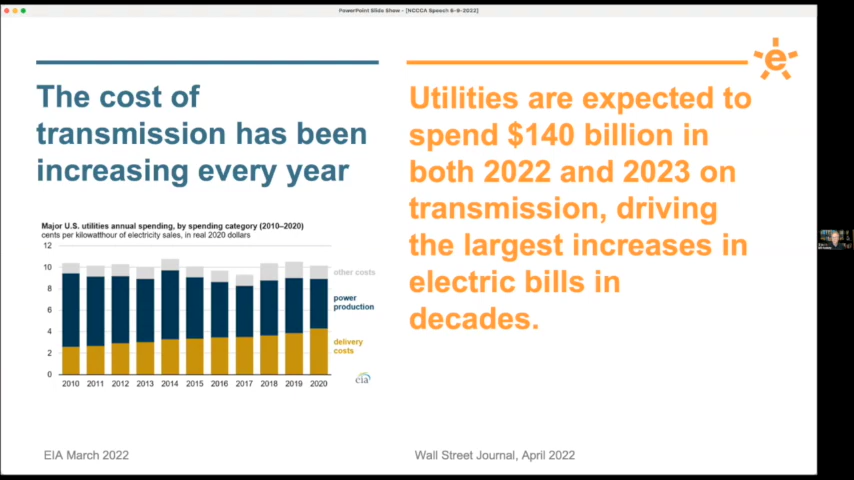 PowerPoint Slide Show - [NCCCA Speech 5-9-2022]
The cost of
transmission has been
increasing every year
Major U.S. utilities annual spending, by spending category (2010–2020)
cents per kilowatthour of electricity sales, in real 2020 dollars
12
10
8
6
4
2
0
other costs
power
production
delivery
costs
2010 2011 2012 2013 2014 2015 2016 2017 2018 2019 2020
eia
EIA March 2022
e
Utilities are expected to
spend $140 billion in
both 2022 and 2023 on
transmission, driving
the largest increases in
electric bills in
decades.
Wall Street Journal, April 2022